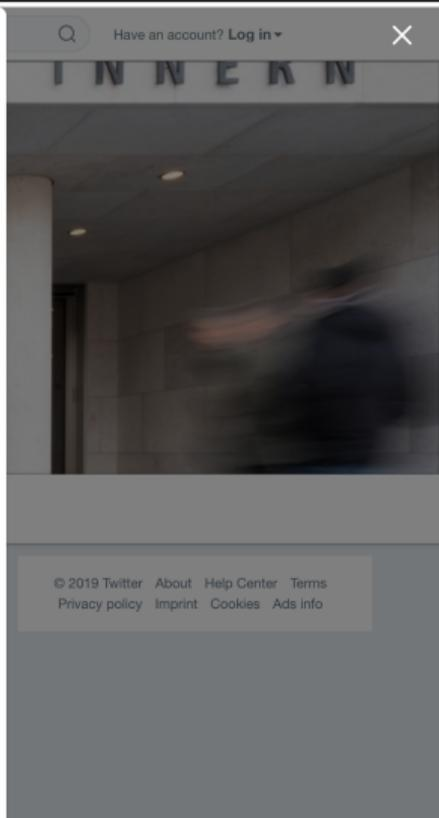 Have an account? Log in
INNERN
© 2019 Twitter About Help Center Terms
Privacy policy Imprint Cookies Ads info